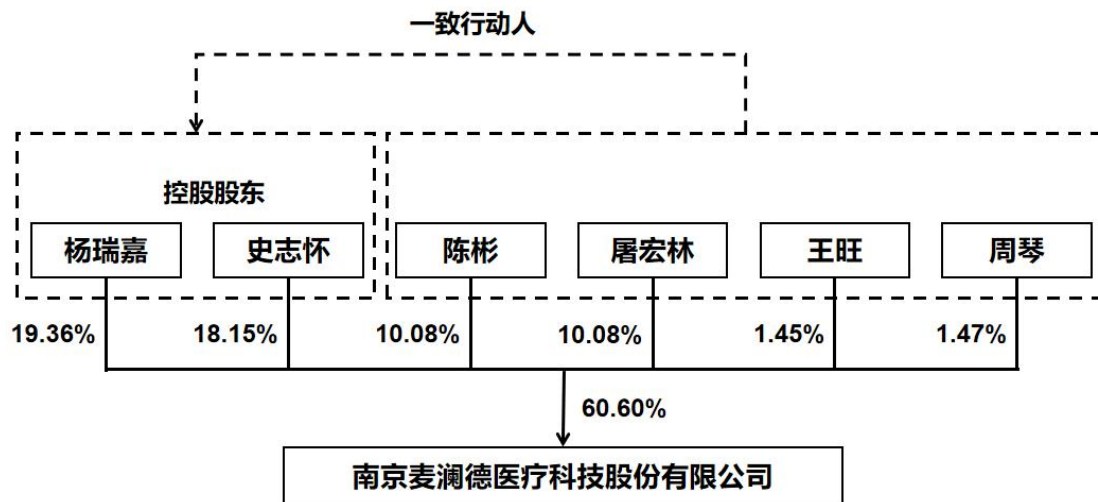 一致行动人
控股股东
杨瑞嘉 史志怀 陈彬 屠宏林 王旺 周琴
19.36% 18.15% 10.08% 10.08% 1.45% 1.47%
60.60%
南京麦澜德医疗科技股份有限公司